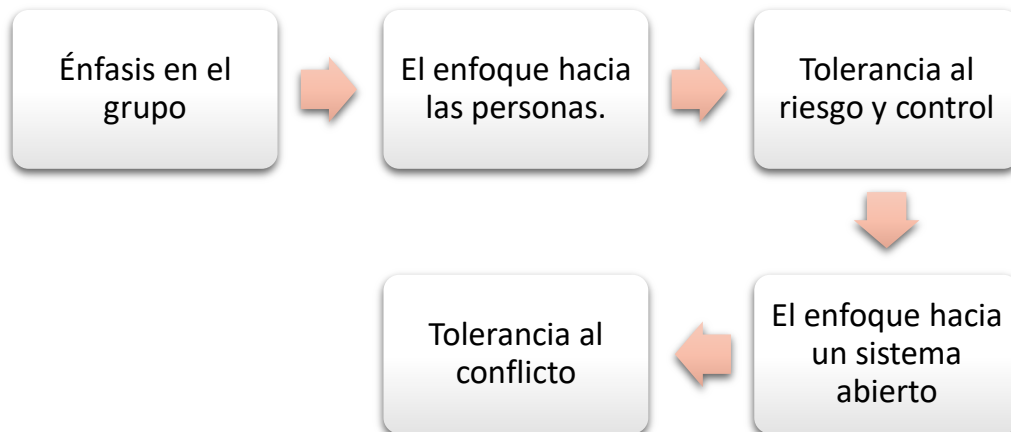 Énfasis en el
grupo
El enfoque hacia
las personas.
Tolerancia al
riesgo y control
El enfoque hacia
un sistema
abierto
Tolerancia al
conflicto